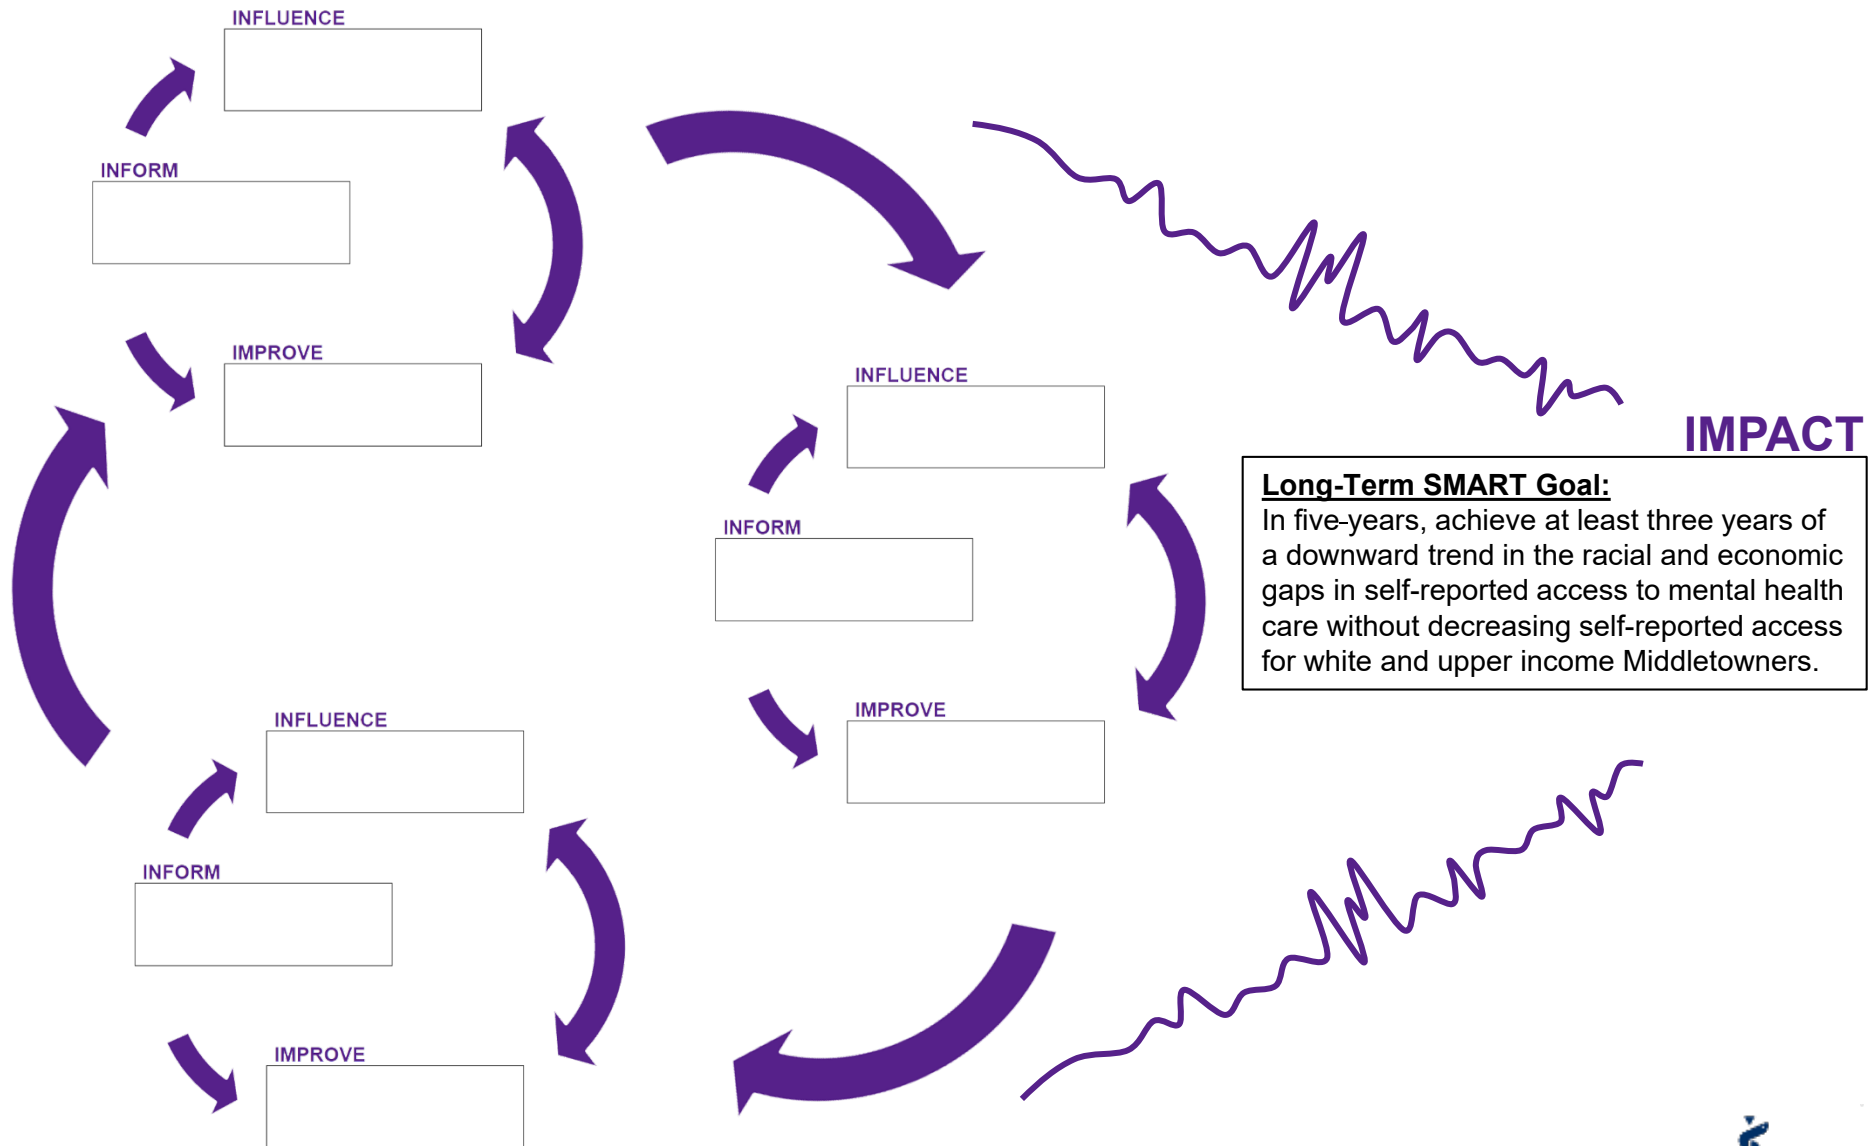 INFLUENCE
INFORM
IMPROVE
INFLUENCE
INFORM
IMPROVE
IMPACT
Long-Term SMART Goal:
In five-years, achieve at least three years of
a downward trend in the racial and economic
gaps in self-reported access to mental health
care without decreasing self-reported access
for white and upper income Middletowners.
INFLUENCE
INFORM
IMPROVE